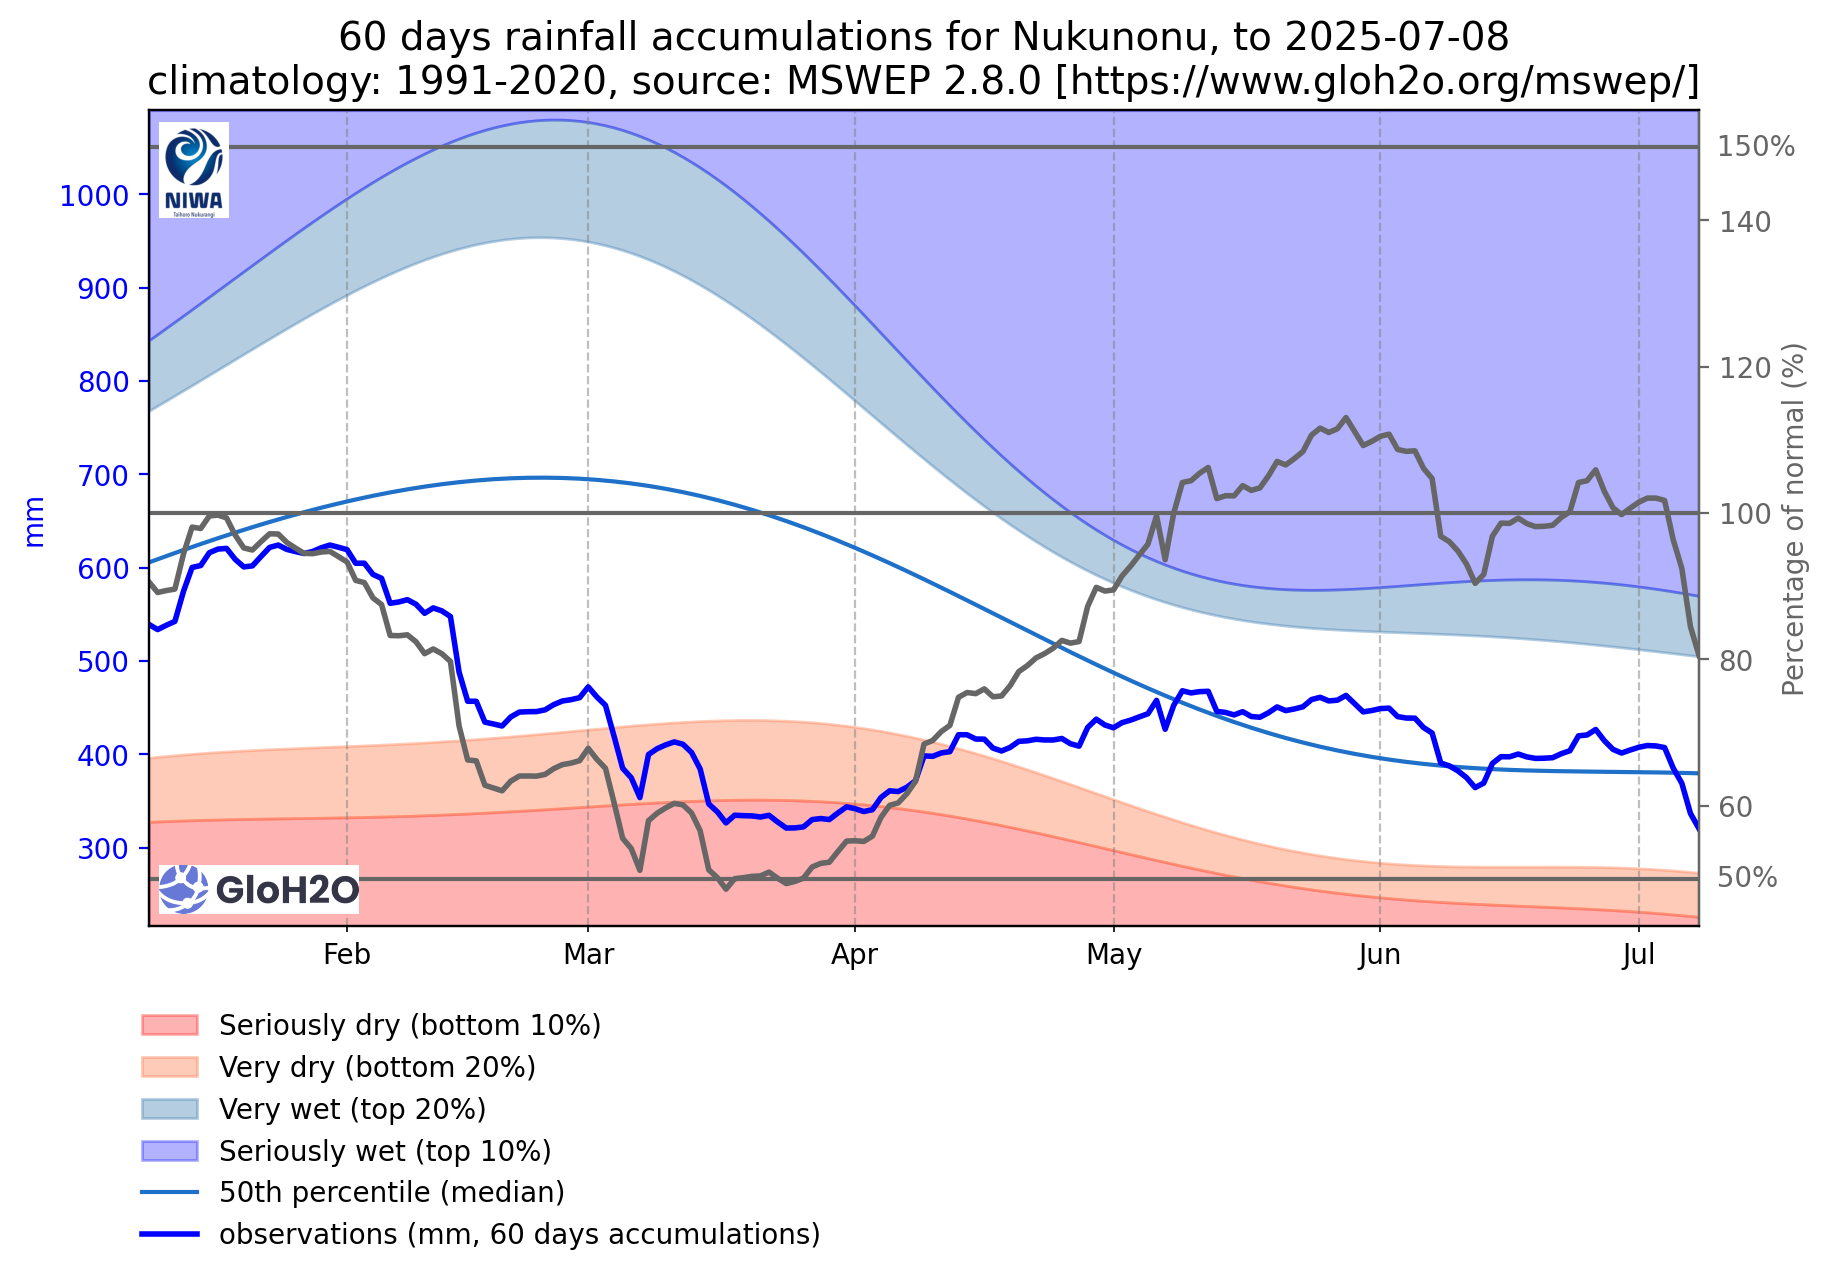 60 days rainfall accumulations for Nukunonu, to 2025-07-08
climatology: 1991-2020, source: MSWEP 2.8.0 [https://www.gloh2o.org/mswep/]
NIWA
Taihoro Nukurangi
mm
1000
900
800
700
600
500
400
300
150%
140
120
100
80
60
50%
Percentage of normal (%)
GloH2O
Feb Mar Apr May Jun Jul
Seriously dry (bottom 10%)
Very dry (bottom 20%)
Very wet (top 20%)
Seriously wet (top 10%)
50th percentile (median)
observations (mm, 60 days accumulations)